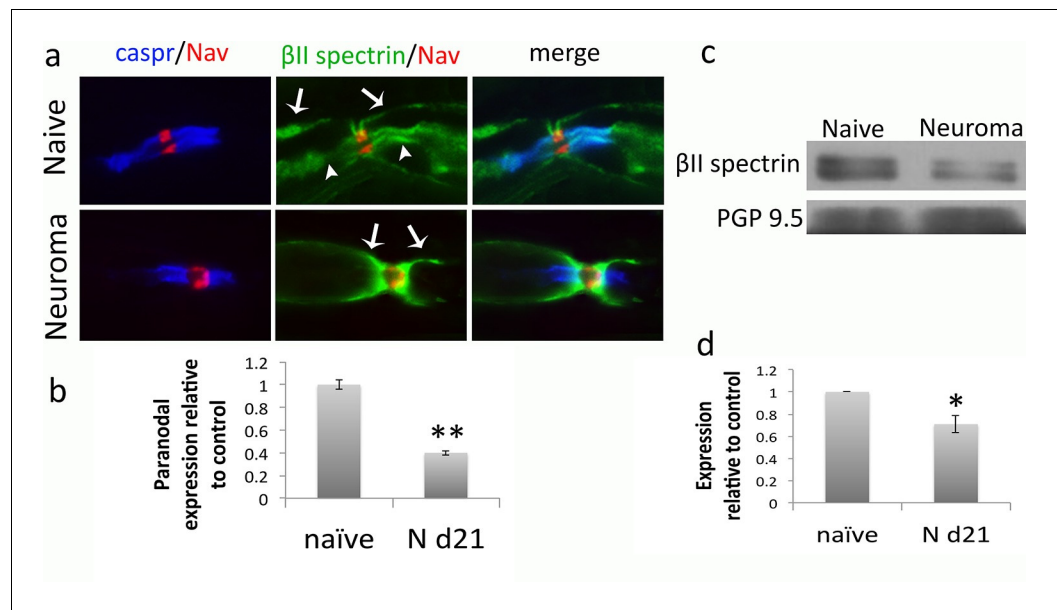 a
caspr/Nav
βII spectrin/Nav
merge
Naive
Neuroma
b
Paranodal
expression relative
to control
1.2
1
0.8
0.6
0.4
0.2
0
**
naïve
N d21
c
Naive
Neuroma
βII spectrin
PGP 9.5
d
Expression
relative to control
1.2
1
0.8
0.6
0.4
0.2
0
*
naïve
N d21